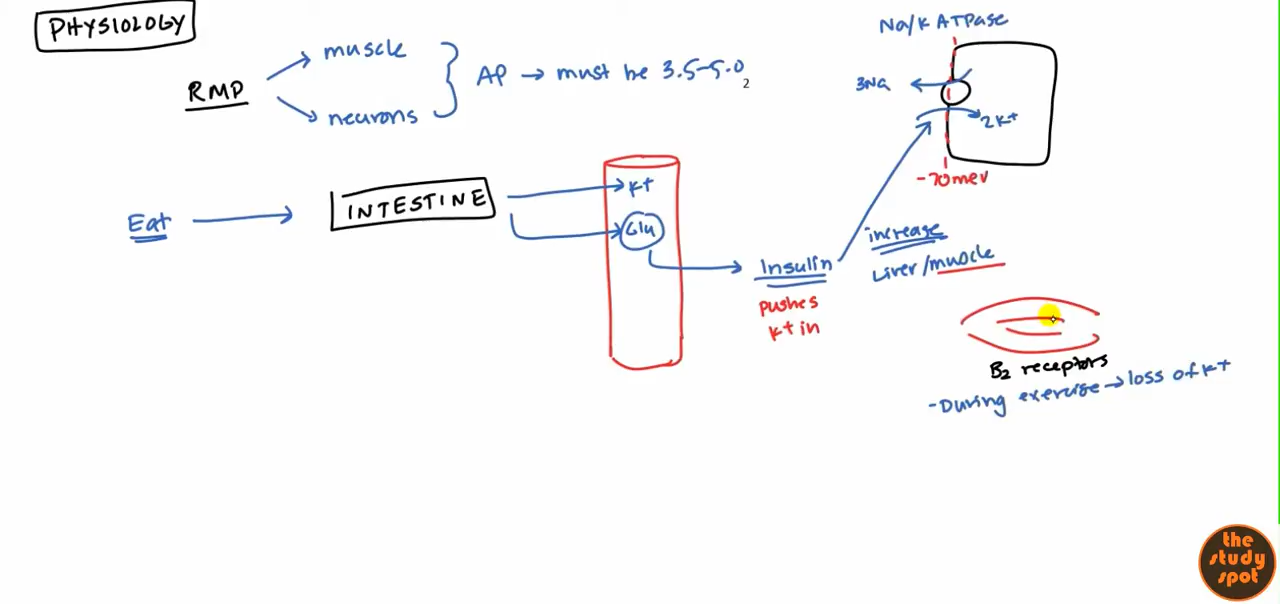 PHYSIOLOGY
RMP
muscle
neurons
AP → must be 3.5-5.0
2
Na/K ATPase
3Na
2K+
-70mev
Eat
INTESTINE
K+
Glu
Insulin
pushes
K+ in
increase
Liver/muscle
B2 receptors
-During exercise → loss of K+
the
study
spot